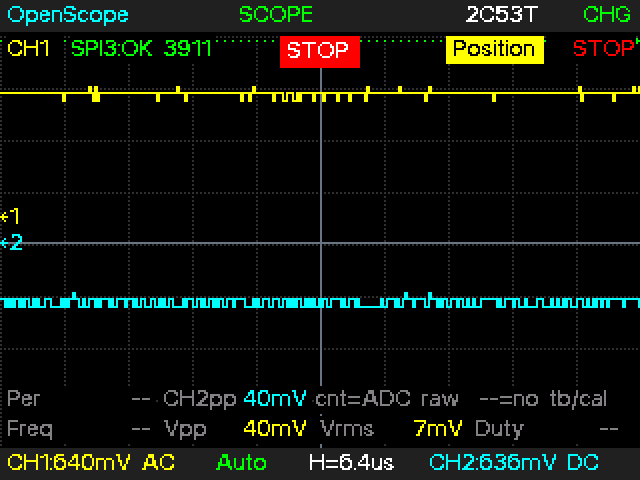 OpenScope SCOPE 2C53T CHG
CH1 SPI3:OK 3911 STOP Position STOP
1
2
Per -- CH2pp 40mV cnt=ADC raw --=no tb/cal
Freq -- Vpp 40mV Vrms 7mV Duty --
CH1:640mV AC Auto H=6.4us CH2:636mV DC